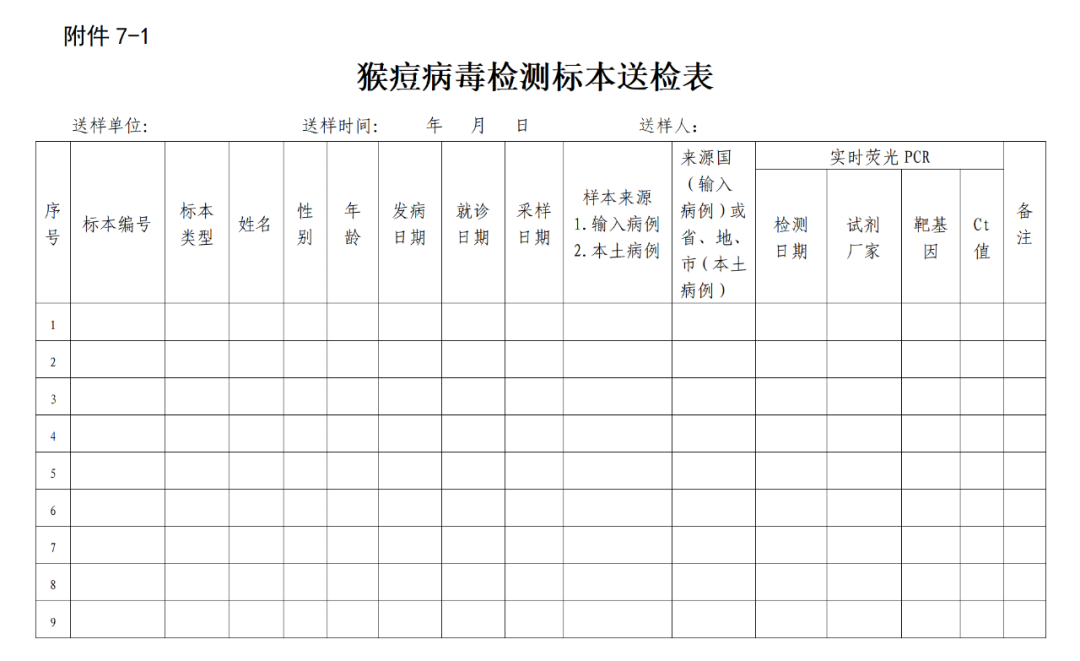 附件 7-1
猴痘病毒检测标本送检表
送样单位: 送样时间: 年 月 日 送样人:
序号
标本编号
标本
类型
姓名
性别
年龄
发病
日期
就诊
日期
采样
日期
样本来源
1.输入病例
2.本土病例
来源国
(输入
病例)或
省、地、
市(本土
病例)
实时荧光 PCR
检测
日期
试剂
厂家
靶基
因
Ct
值
备注
1
2
3
4
5
6
7
8
9